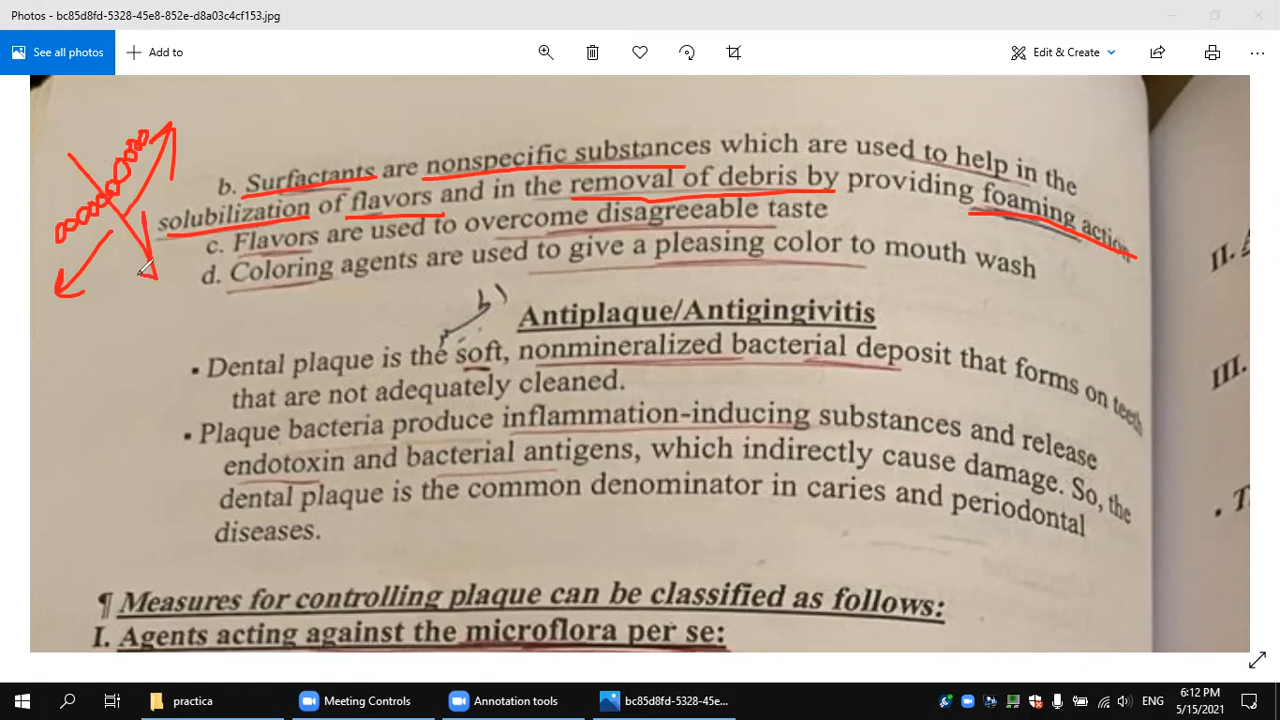 Photos - bc85d8fd-5328-45e8-852e-d8a03c4cf153.jpg
See all photos
Add to
Edit & Create
b. Surfactants are nonspecific substances which are used to help in the
solubilization of flavors and in the removal of debris by providing foaming action
c. Flavors are used to overcome disagreeable taste
d. Coloring agents are used to give a pleasing color to mouth wash
Antiplaque/Antigingivitis
• Dental plaque is the soft, nonmineralized bacterial deposit that forms on teeth
that are not adequately cleaned.
• Plaque bacteria produce inflammation-inducing substances and release
endotoxin and bacterial antigens, which indirectly cause damage. So, the
dental plaque is the common denominator in caries and periodontal
diseases.
¶ Measures for controlling plaque can be classified as follows:
I. Agents acting against the microflora per se:
II.
III.
practica
Meeting Controls
Annotation tools
bc85d8fd-5328-45e...
ENG
6:12 PM
5/15/2021